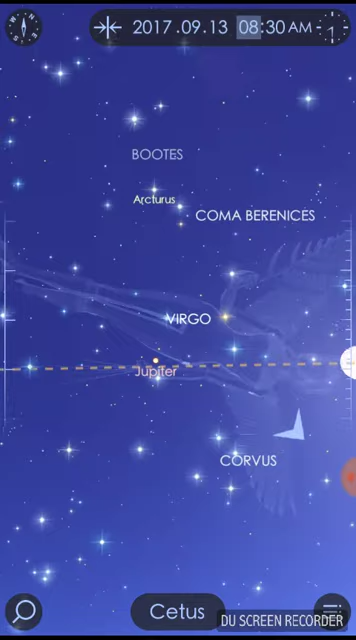 2017.09.13 08:30 AM
BOOTES
Arcturus
COMA BERENICES
VIRGO
Jupiter
CORVUS
Cetus
DU SCREEN RECORDER